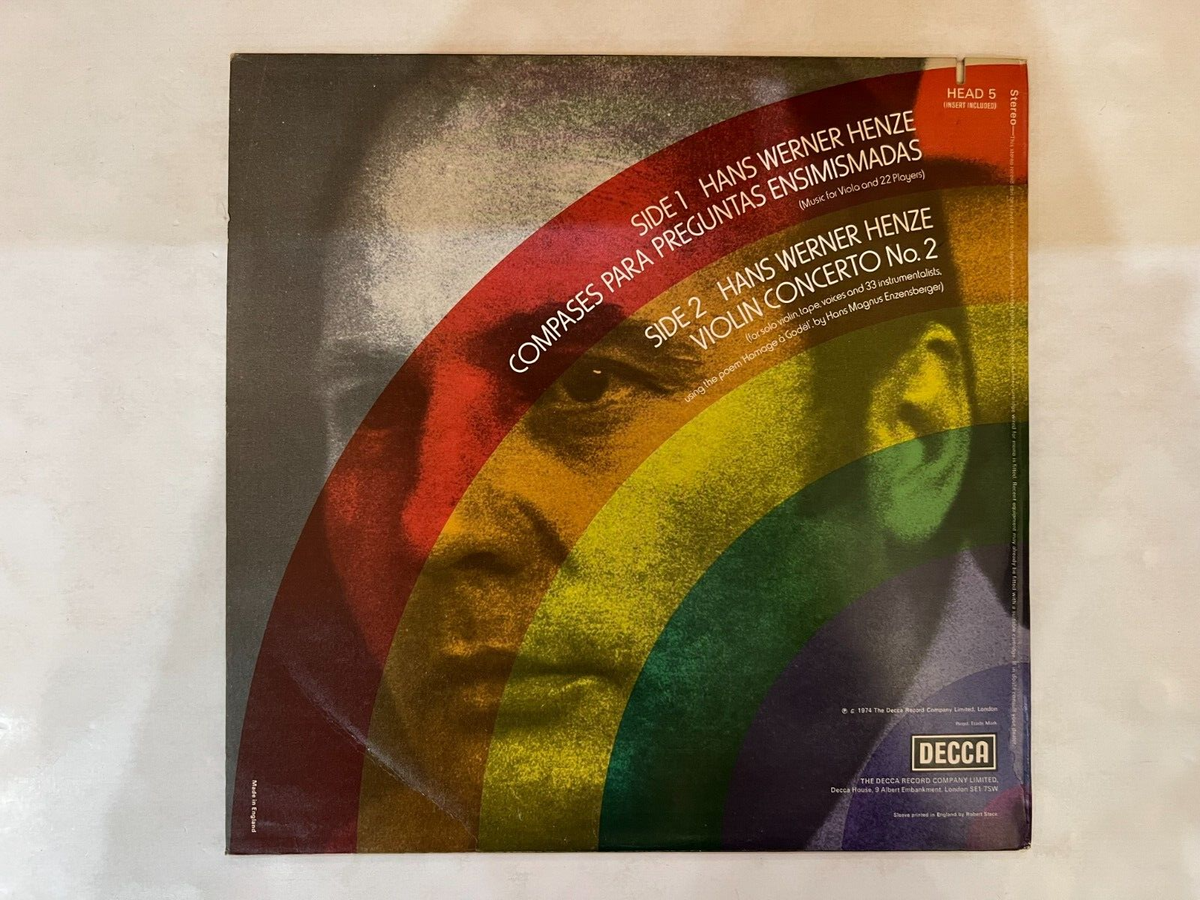 HEAD 5
(INSERT INCLUDED)
SIDE 1 HANS WERNER HENZE
COMPASES PARA PREGUNTAS ENSIMISMADAS
(Music for Viola and 22 Players)
SIDE 2 HANS WERNER HENZE
VIOLIN CONCERTO No. 2
(for solo violin, tape, voices and 33 instrumentalists,
using the poem 'Homage à Gödel' by Hans Magnus Enzensberger)
Stereo
℗ c 1974 The Decca Record Company Limited, London
Regd. Trade Mark
DECCA
THE DECCA RECORD COMPANY LIMITED,
Decca House, 9 Albert Embankment, London SE1 7SW
Sleeve printed in England by Robert Stace
Made in England